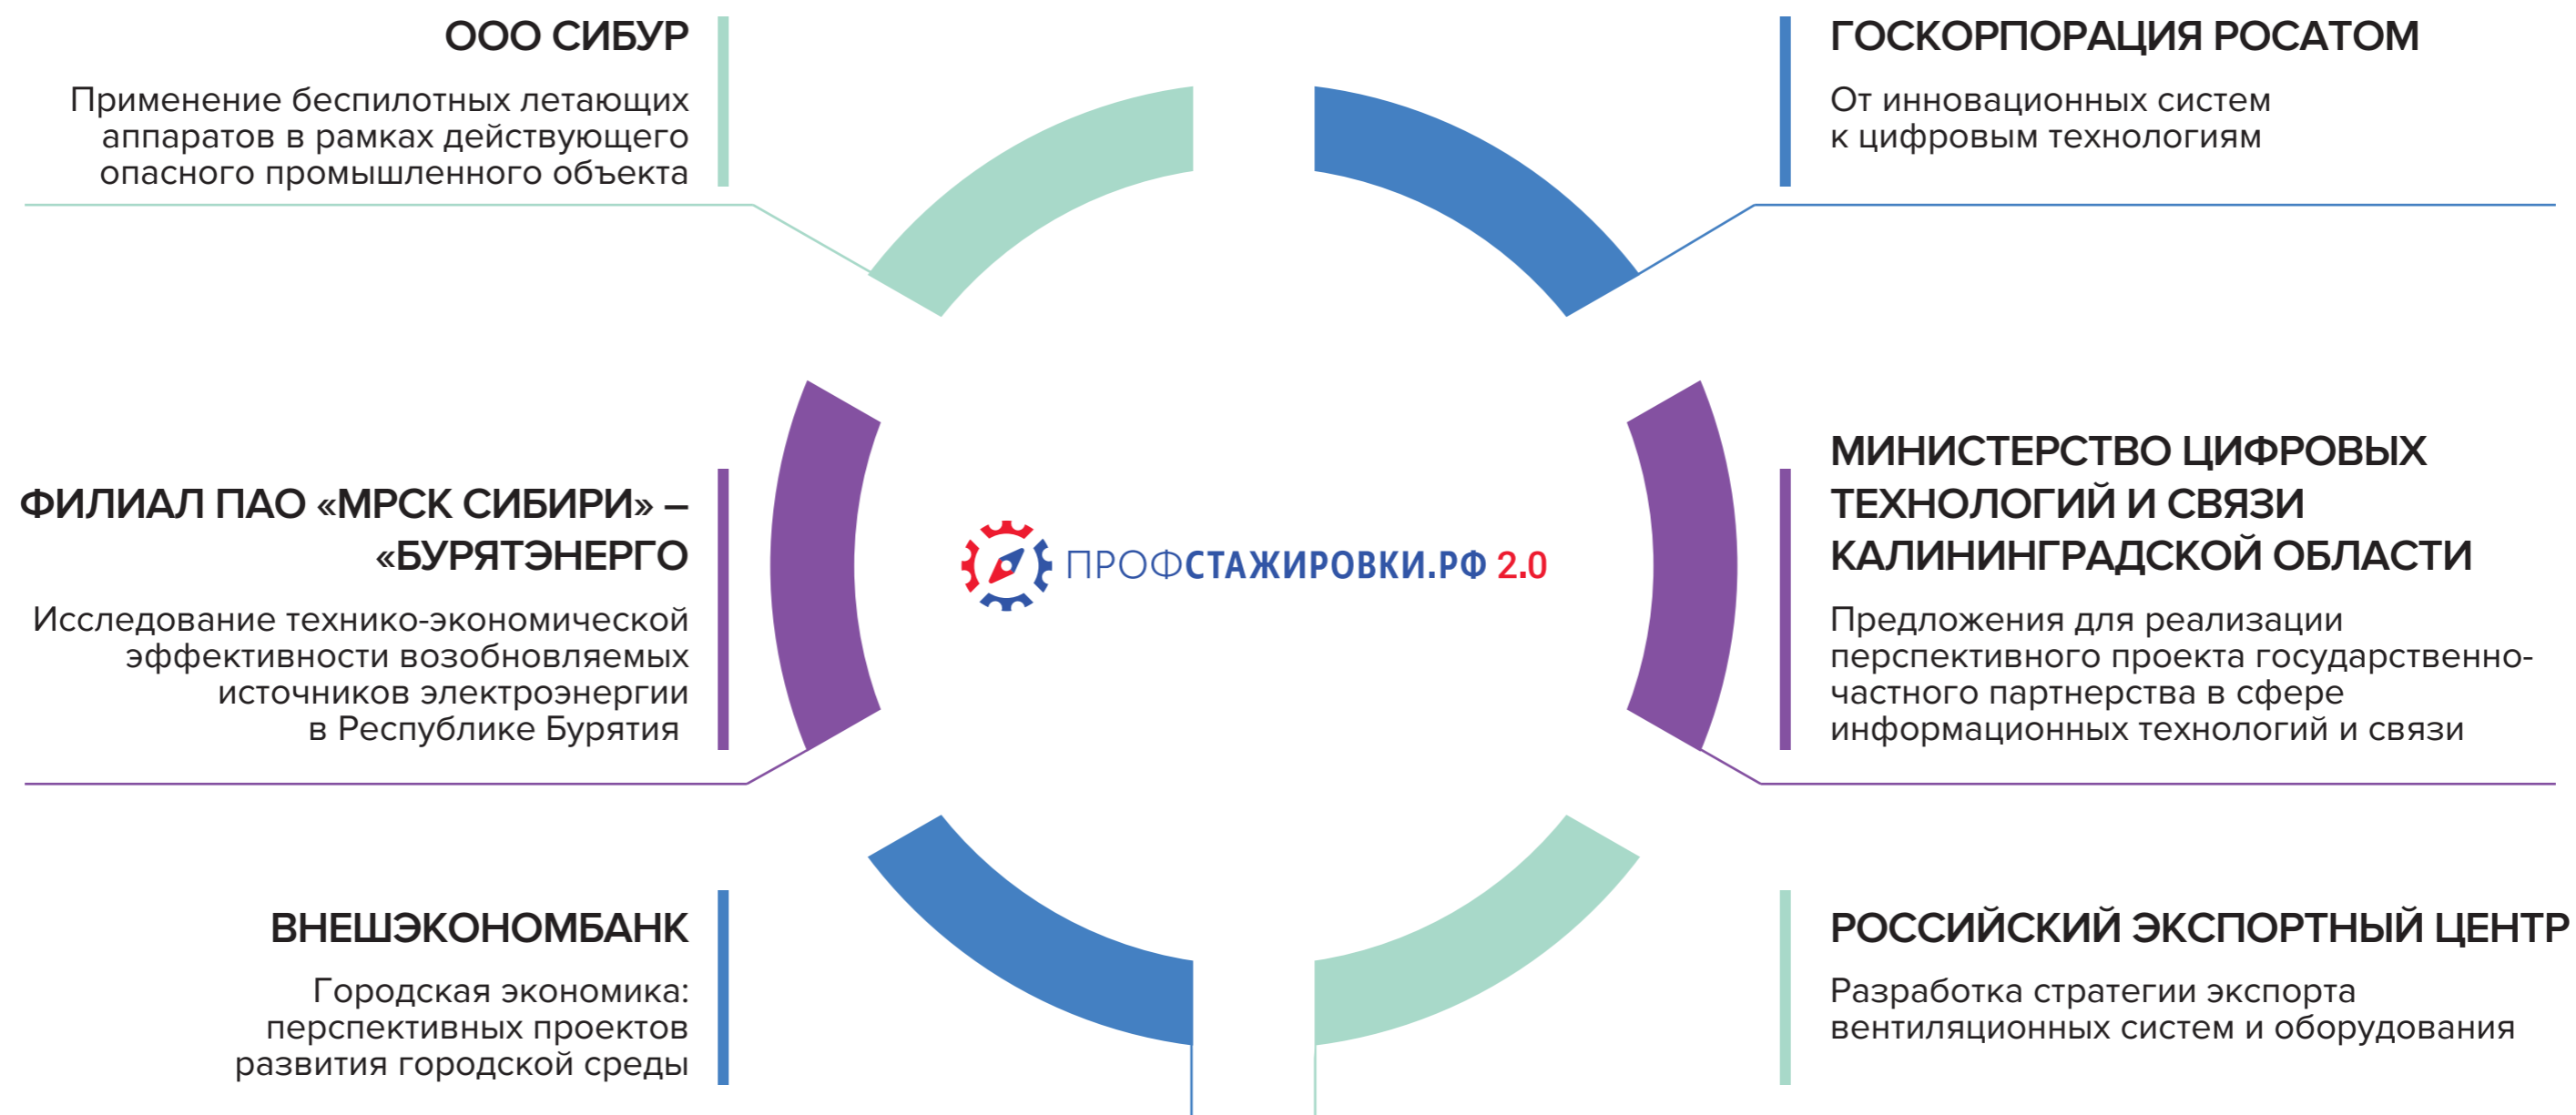 ООО СИБУР
Применение беспилотных летающих
аппаратов в рамках действующего
опасного промышленного объекта
ГОСКОРПОРАЦИЯ РОСАТОМ
От инновационных систем
к цифровым технологиям
ФИЛИАЛ ПАО «МРСК СИБИРИ» –
«БУРЯТЭНЕРГО
Исследование технико-экономической
эффективности возобновляемых
источников электроэнергии
в Республике Бурятия
ПРОФСТАЖИРОВКИ.РФ 2.0
МИНИСТЕРСТВО ЦИФРОВЫХ
ТЕХНОЛОГИЙ И СВЯЗИ
КАЛИНИНГРАДСКОЙ ОБЛАСТИ
Предложения для реализации
перспективного проекта государственно-
частного партнерства в сфере
информационных технологий и связи
ВНЕШЭКОНОМБАНК
Городская экономика:
перспективных проектов
развития городской среды
РОССИЙСКИЙ ЭКСПОРТНЫЙ ЦЕНТР
Разработка стратегии экспорта
вентиляционных систем и оборудования